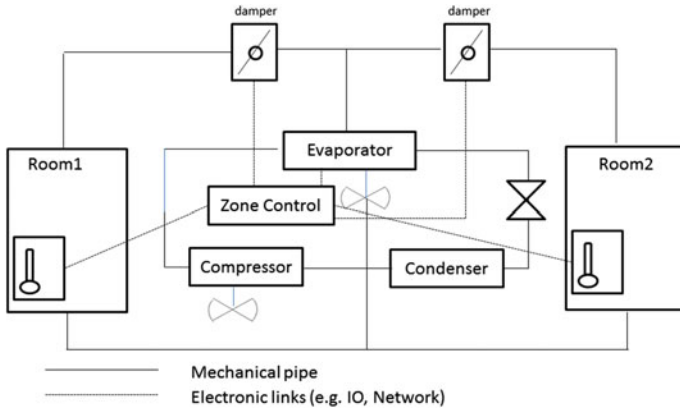 damper
damper
Evaporator
Room1
Room2
Zone Control
Compressor
Condenser
Mechanical pipe
Electronic links (e.g. IO, Network)